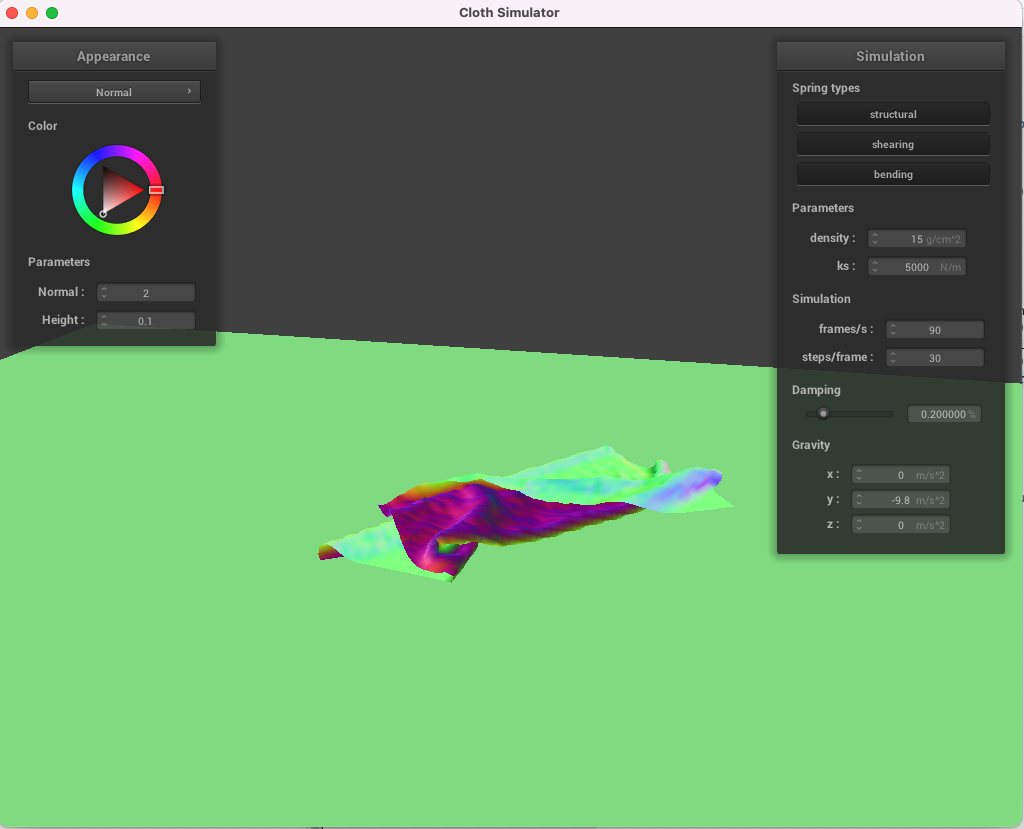 Cloth Simulator
Appearance
Normal ›
Color
Parameters
Normal : 2
Height : 0.1
Simulation
Spring types
structural
shearing
bending
Parameters
density : 15 g/cm^2
ks : 5000 N/m
Simulation
frames/s : 90
steps/frame : 30
Damping
0.200000 %
Gravity
x : 0 m/s^2
y : -9.8 m/s^2
z : 0 m/s^2